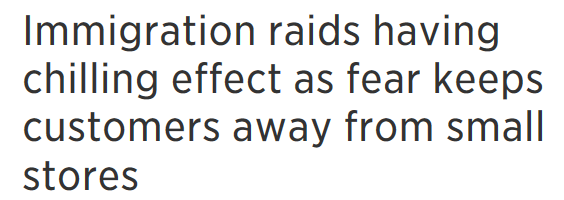 Immigration raids having
chilling effect as fear keeps
customers away from small
stores